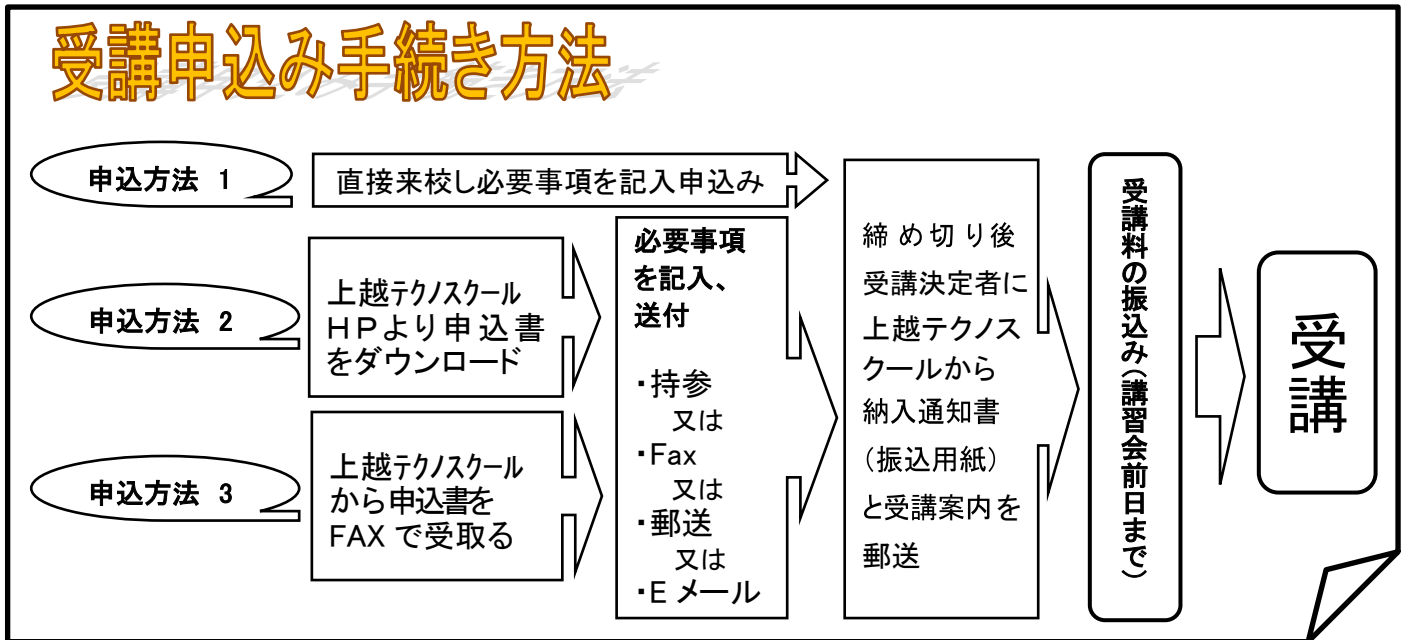 受講申込み手続き方法
申込方法 1
直接来校し必要事項を記入申込み
申込方法 2
上越テクノスクール
HPより申込書
をダウンロード
申込方法 3
上越テクノスクール
から申込書を
FAXで受取る
必要事項
を記入、
送付
・持参
又は
・Fax
又は
・郵送
又は
・Eメール
締め切り後
受講決定者に
上越テクノス
クールから
納入通知書
（振込用紙）
と受講案内を
郵送
受講料の振込み（講習会前日まで）
受講